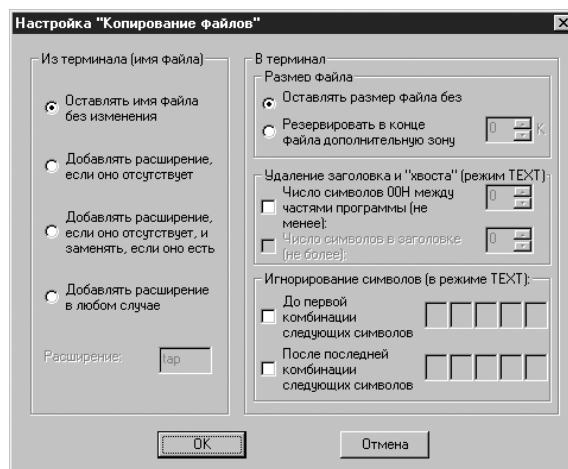 Настройка "Копирование файлов"
Из терминала (имя файла)
Оставлять имя файла
без изменения
Добавлять расширение,
если оно отсутствует
Добавлять расширение,
если оно отсутствует, и
заменять, если оно есть
Добавлять расширение
в любом случае
Расширение:
tap
В терминал
Размер файла
Оставлять размер файла без
Резервировать в конце
файла дополнительную зону
0
К
Удаление заголовка и "хвоста" (режим TEXT)
Число символов 00H между
частями программы (не
менее):
0
Число символов в заголовке
(не более):
0
Игнорирование символов (в режиме TEXT):
До первой
комбинации
следующих символов
После последней
комбинации
следующих символов
OK
Отмена